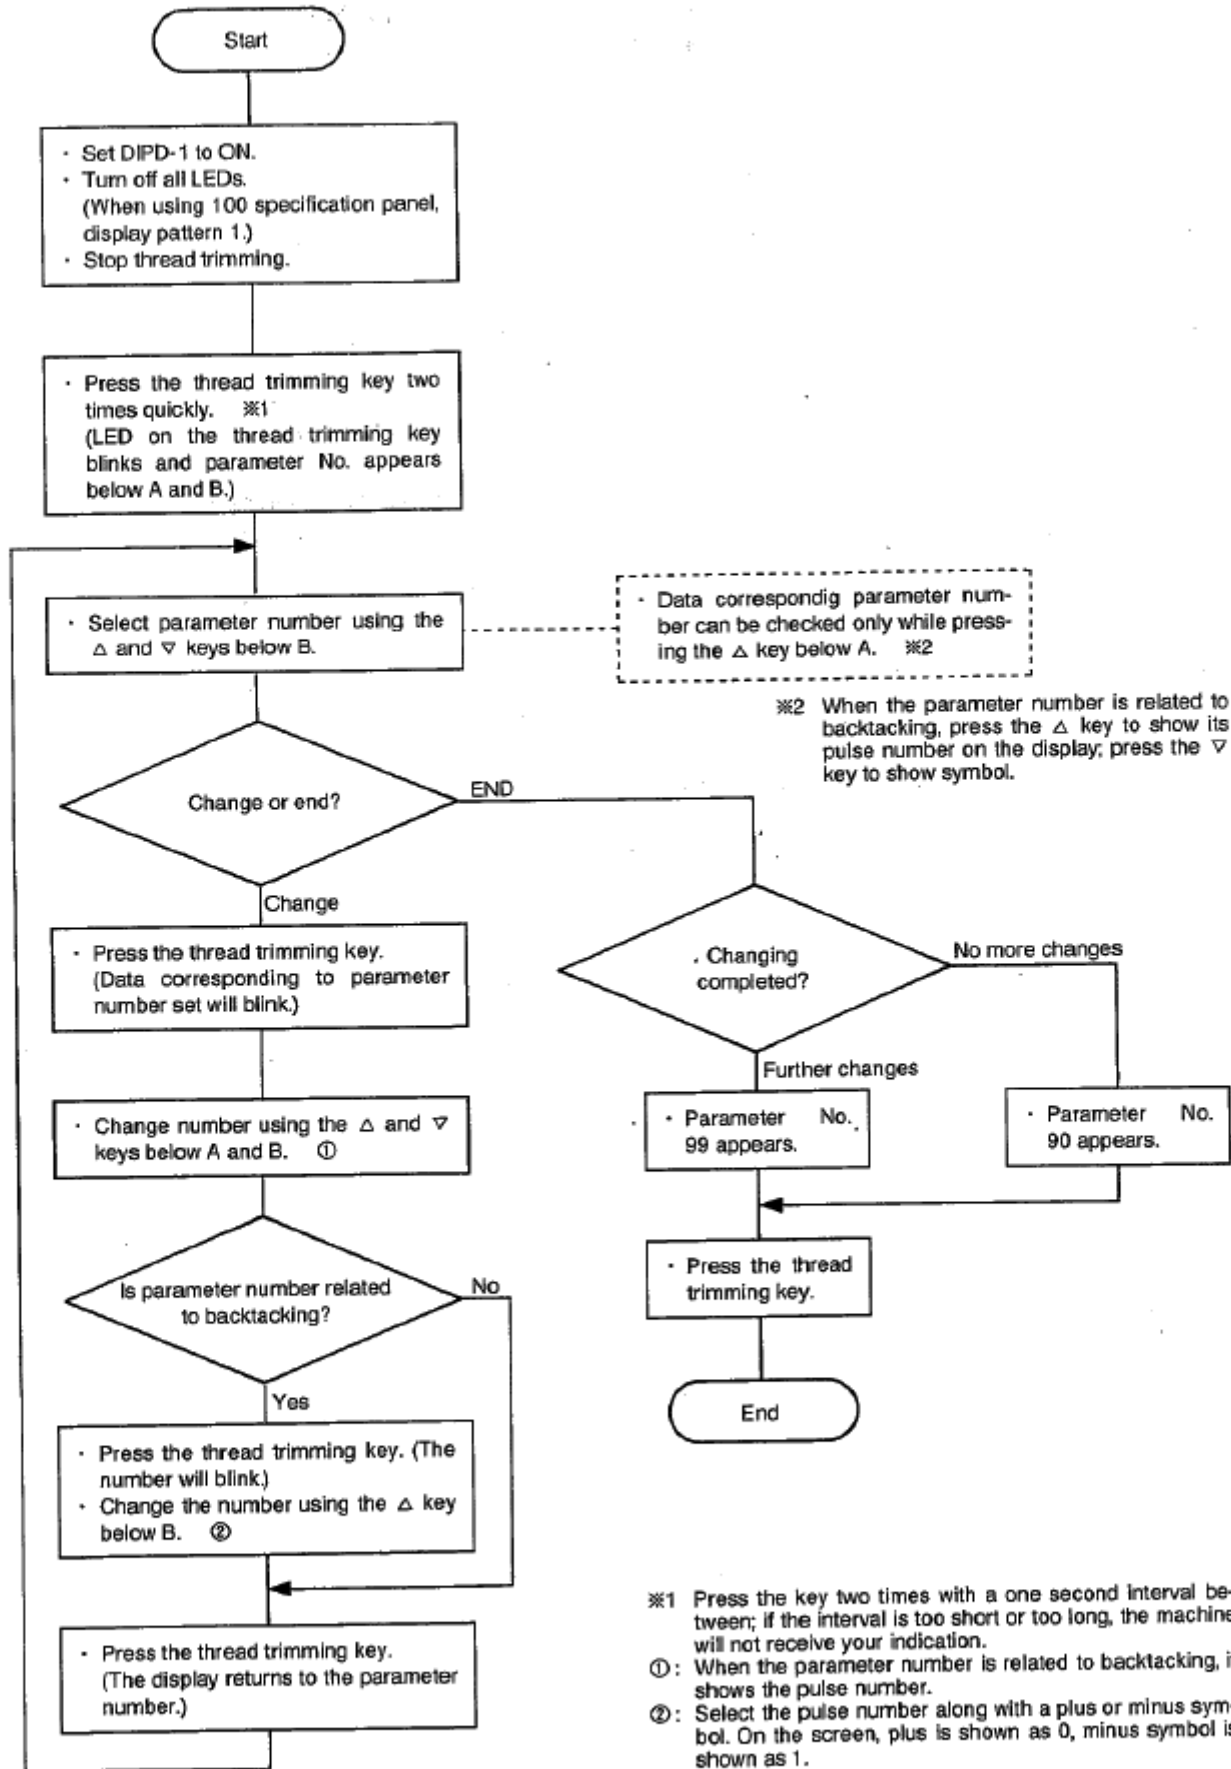 Start
· Set DIPD-1 to ON.
· Turn off all LEDs.
(When using 100 specification panel,
display pattern 1.)
· Stop thread trimming.
· Press the thread trimming key two
times quickly. ※1
(LED on the thread trimming key
blinks and parameter No. appears
below A and B.)
· Select parameter number using the
△ and ▽ keys below B.
· Data correspondig parameter num-
ber can be checked only while press-
ing the △ key below A. ※2
※2 When the parameter number is related to
backtacking, press the △ key to show its
pulse number on the display; press the ▽
key to show symbol.
Change or end?
END
Change
· Press the thread trimming key.
(Data corresponding to parameter
number set will blink.)
Changing
completed?
No more changes
Further changes
· Change number using the △ and ▽
keys below A and B. ①
· Parameter No.
99 appears.
· Parameter No.
90 appears.
Is parameter number related
to backtacking?
No
Yes
· Press the thread
trimming key.
End
· Press the thread trimming key. (The
number will blink.)
· Change the number using the △ key
below B. ②
· Press the thread trimming key.
(The display returns to the parameter
number.)
※1 Press the key two times with a one second interval be-
tween; if the interval is too short or too long, the machine
will not receive your indication.
①: When the parameter number is related to backtacking, i
shows the pulse number.
②: Select the pulse number along with a plus or minus sym-
bol. On the screen, plus is shown as 0, minus symbol is
shown as 1.